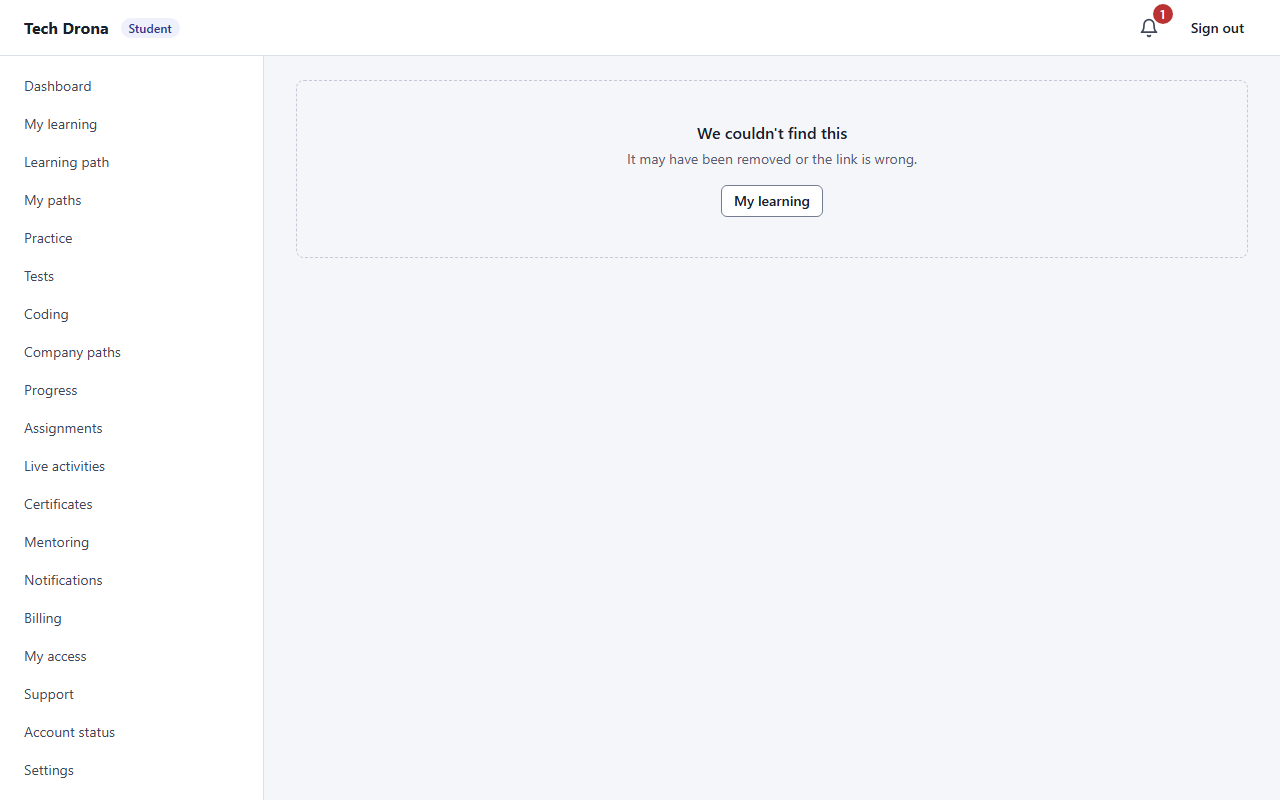 Tech Drona Student 1 Sign out
Dashboard
My learning
Learning path
My paths
Practice
Tests
Coding
Company paths
Progress
Assignments
Live activities
Certificates
Mentoring
Notifications
Billing
My access
Support
Account status
Settings
We couldn't find this
It may have been removed or the link is wrong.
My learning